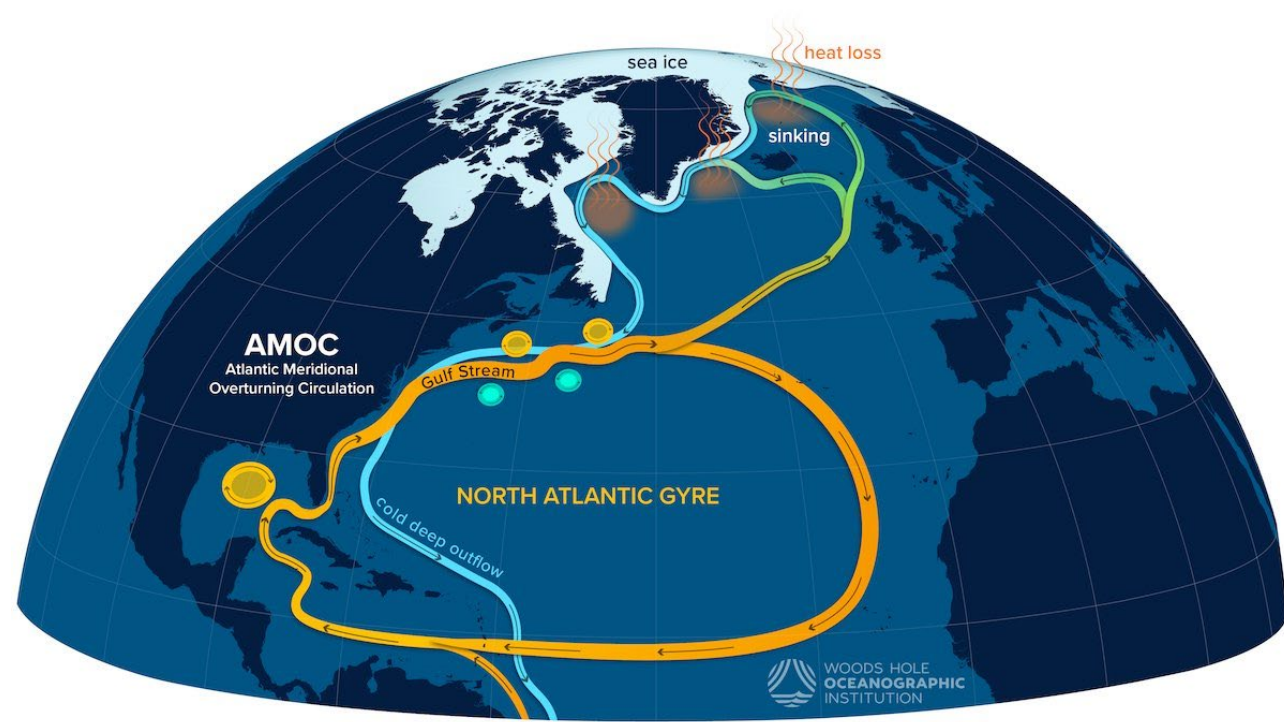 heat loss
sea ice
sinking
AMOC
Atlantic Meridional
Overturning Circulation
Gulf Stream
NORTH ATLANTIC GYRE
cold deep outflow
WOODS HOLE
OCEANOGRAPHIC
INSTITUTION